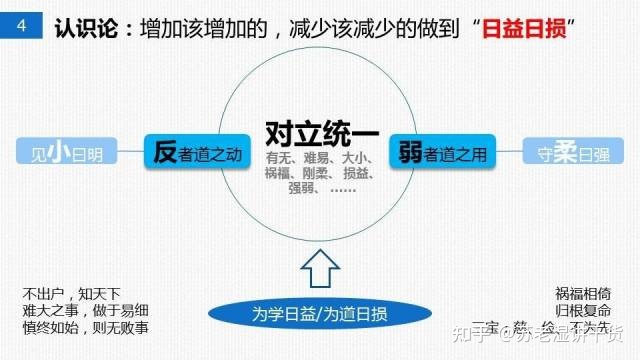 4
认识论：增加该增加的，减少该减少的做到“日益日损”
对立统一
有无、难易、大小、
祸福、刚柔、损益、
强弱、……
见小曰明
反者道之动
弱者道之用
守柔曰强
为学日益/为道日损
不出户，知天下
难大之事，做于易细
慎终如始，则无败事
祸福相倚
归根复命
三宝，慈、俭、不为先
知乎 @苏老湿讲干货